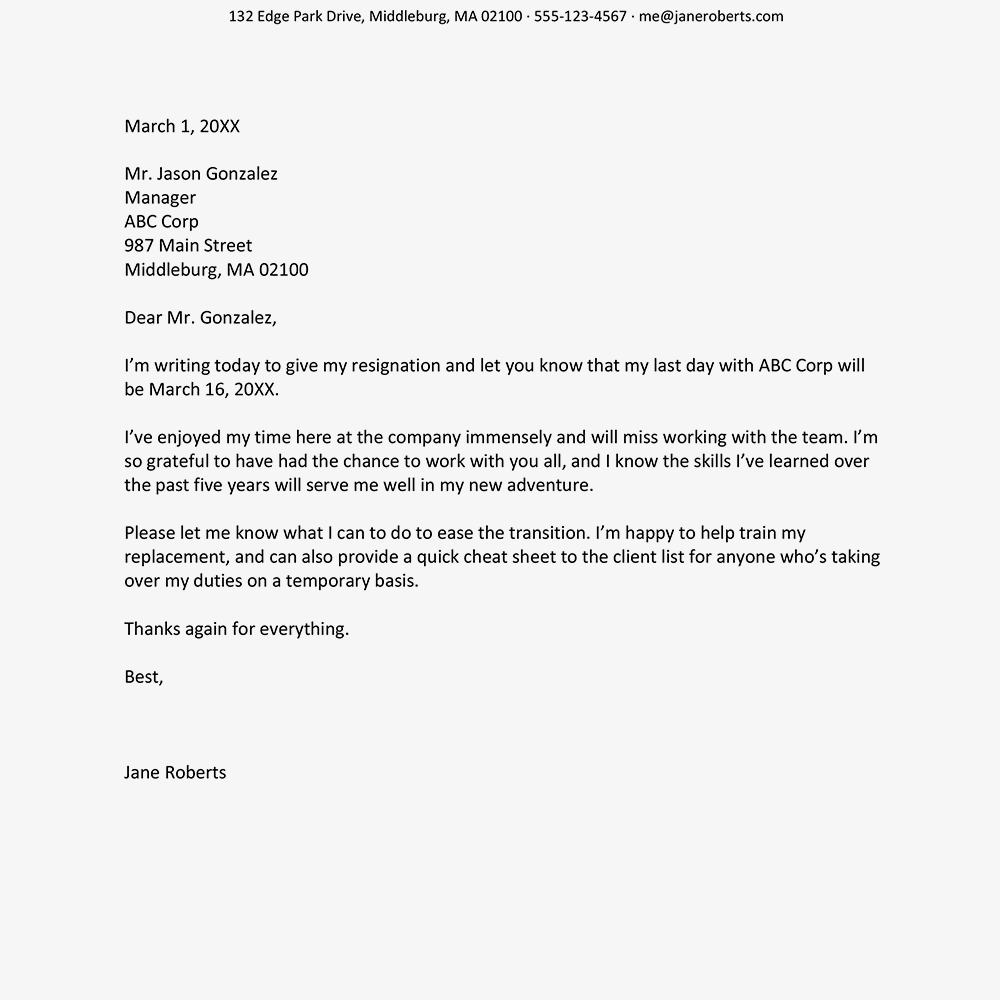 132 Edge Park Drive, Middleburg, MA 02100 · 555-123-4567 · me@janeroberts.com
March 1, 20XX
Mr. Jason Gonzalez
Manager
ABC Corp
987 Main Street
Middleburg, MA 02100
Dear Mr. Gonzalez,
I’m writing today to give my resignation and let you know that my last day with ABC Corp will
be March 16, 20XX.
I’ve enjoyed my time here at the company immensely and will miss working with the team. I’m
so grateful to have had the chance to work with you all, and I know the skills I’ve learned over
the past five years will serve me well in my new adventure.
Please let me know what I can to do to ease the transition. I’m happy to help train my
replacement, and can also provide a quick cheat sheet to the client list for anyone who’s taking
over my duties on a temporary basis.
Thanks again for everything.
Best,
Jane Roberts